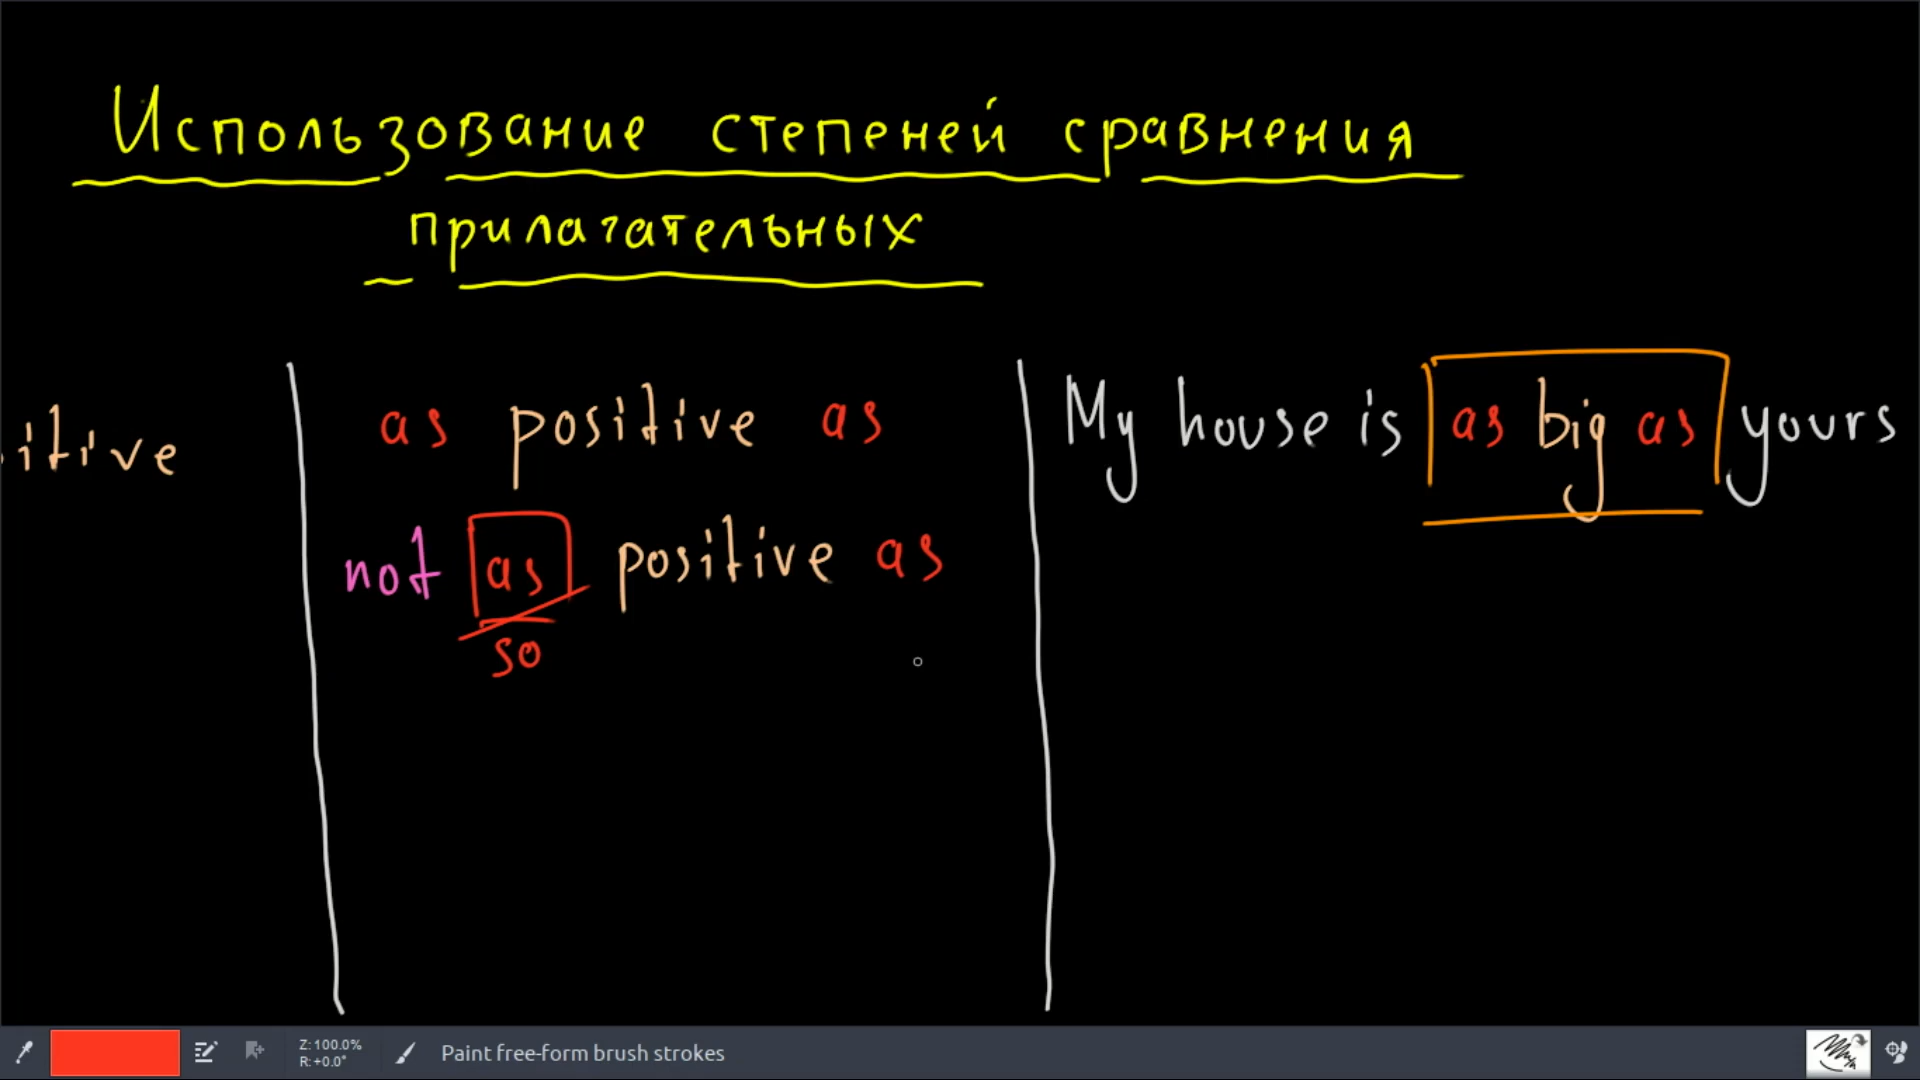 Использование степеней сравнения
прилагательных
itive
as positive as
not as positive as
so
My house is as big as yours
Z:100.0%
R:+0.0°
Paint free-form brush strokes